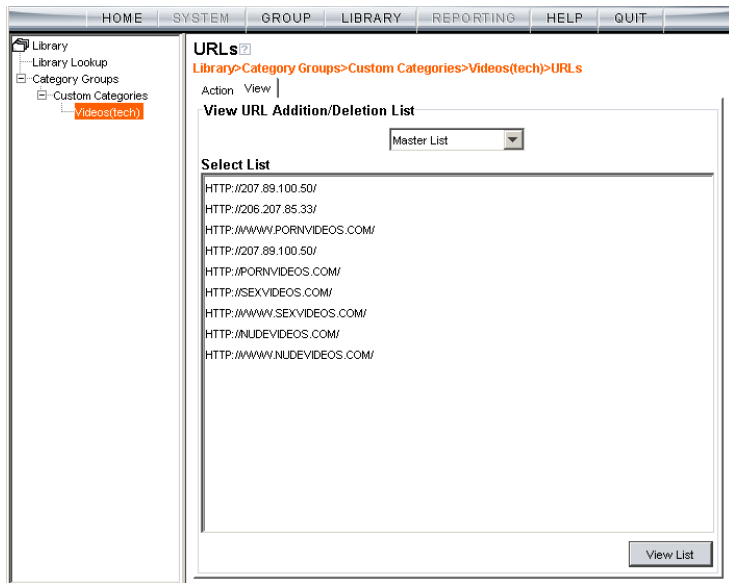 HOME SYSTEM GROUP LIBRARY REPORTING HELP QUIT
Library
Library Lookup
Category Groups
Custom Categories
Videos(tech)
URLs?
Library>Category Groups>Custom Categories>Videos(tech)>URLs
Action View
View URL Addition/Deletion List
Master List
Select List
HTTP://207.89.100.50/
HTTP://206.207.85.33/
HTTP://WWW.PORNVIDEOS.COM/
HTTP://207.89.100.50/
HTTP://PORNVIDEOS.COM/
HTTP://SEXVIDEOS.COM/
HTTP://WWW.SEXVIDEOS.COM/
HTTP://NUDEVIDEOS.COM/
HTTP://WWW.NUDEVIDEOS.COM/
View List